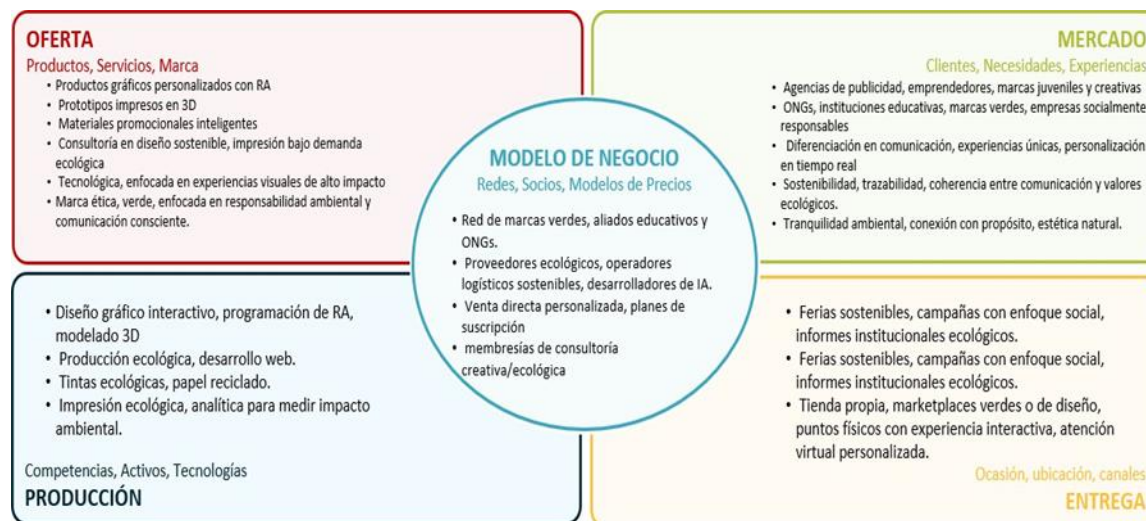 OFERTA
Productos, Servicios, Marca
• Productos gráficos personalizados con RA
• Prototipos impresos en 3D
• Materiales promocionales inteligentes
• Consultoría en diseño sostenible, impresión bajo demanda
ecológica
• Tecnológica, enfocada en experiencias visuales de alto impacto
• Marca ética, verde, enfocada en responsabilidad ambiental y
comunicación consciente.
MERCADO
Clientes, Necesidades, Experiencias
• Agencias de publicidad, emprendedores, marcas juveniles y creativas
• ONGs, instituciones educativas, marcas verdes, empresas socialmente
responsables
• Diferenciación en comunicación, experiencias únicas, personalización
en tiempo real
• Sostenibilidad, trazabilidad, coherencia entre comunicación y valores
ecológicos.
• Tranquilidad ambiental, conexión con propósito, estética natural.
MODELO DE NEGOCIO
Redes, Socios, Modelos de Precios
• Red de marcas verdes, aliados educativos y
ONGs.
• Proveedores ecológicos, operadores
logísticos sostenibles, desarrolladores de IA.
• Venta directa personalizada, planes de
suscripción
• membresías de consultoría
creativa/ecológica
• Diseño gráfico interactivo, programación de RA,
modelado 3D
• Producción ecológica, desarrollo web.
• Tintas ecológicas, papel reciclado.
• Impresión ecológica, analítica para medir impacto
ambiental.
Competencias, Activos, Tecnologías
PRODUCCIÓN
• Ferias sostenibles, campañas con enfoque social,
informes institucionales ecológicos.
• Ferias sostenibles, campañas con enfoque social,
informes institucionales ecológicos.
• Tienda propia, marketplaces verdes o de diseño,
puntos físicos con experiencia interactiva, atención
virtual personalizada.
Ocasión, ubicación, canales
ENTREGA